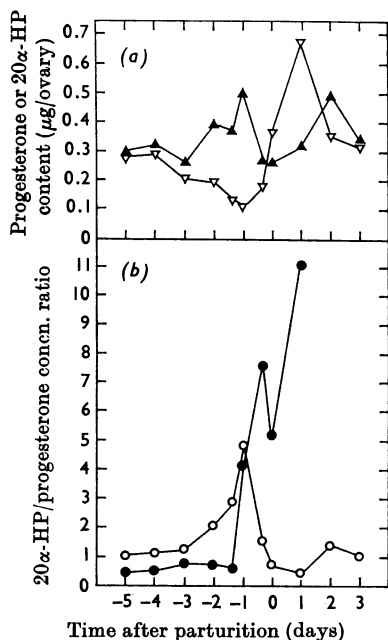 Progesterone or 20α-HP
content (μg/ovary)
(a)
0.7
0.6
0.5
0.4
0.3
0.2
0.1
0
20α-HP/progesterone concn. ratio
(b)
11
10
9
8
7
6
5
4
3
2
1
0
−5 −4 −3 −2 −1 0 1 2 3
Time after parturition (days)